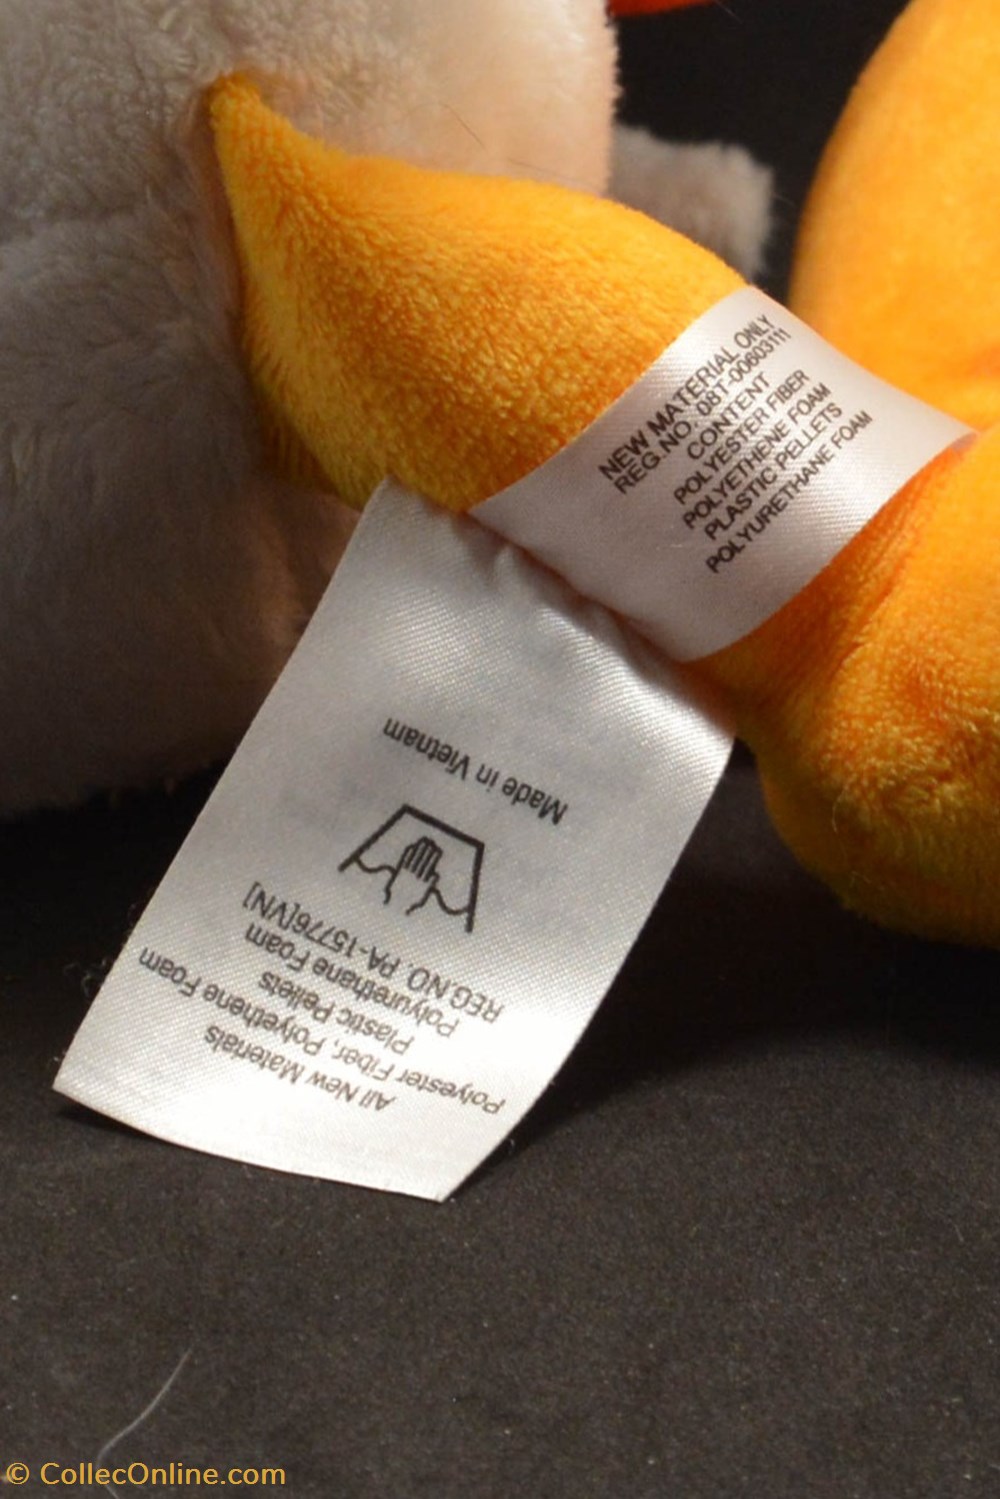 NEW MATERIAL ONLY
REG.NO. 08T-00603111
CONTENT
POLYESTER FIBER
POLYETHENE FOAM
PLASTIC PELLETS
POLYURETHANE FOAM
All New Materials
Polyester Fiber, Polyethene Foam
Plastic Pellets
Polyurethane Foam
REG.NO. PA-15776[VN]
Made in Vietnam
© CollecOnline.com